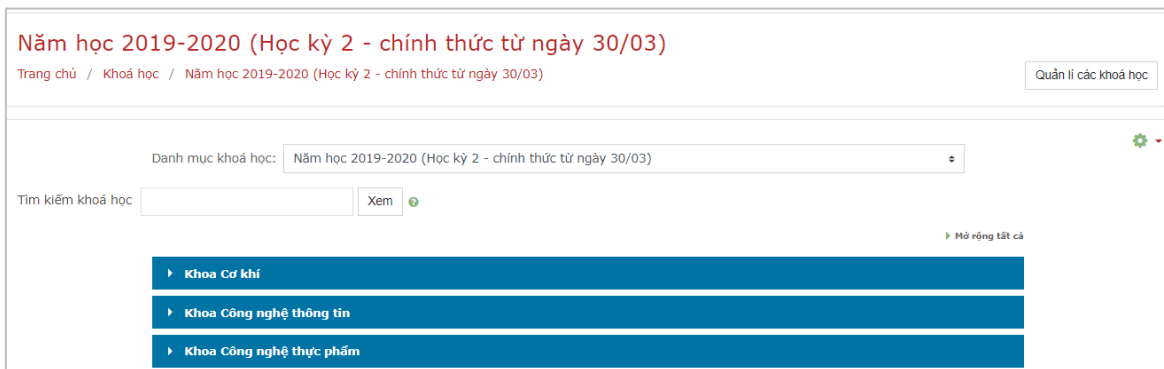 Năm học 2019-2020 (Học kỳ 2 - chính thức từ ngày 30/03)
Trang chủ / Khoá học / Năm học 2019-2020 (Học kỳ 2 - chính thức từ ngày 30/03)
Quản lí các khoá học
Danh mục khoá học: Năm học 2019-2020 (Học kỳ 2 - chính thức từ ngày 30/03)
Tìm kiếm khoá học Xem
Mở rộng tất cả
Khoa Cơ khí
Khoa Công nghệ thông tin
Khoa Công nghệ thực phẩm